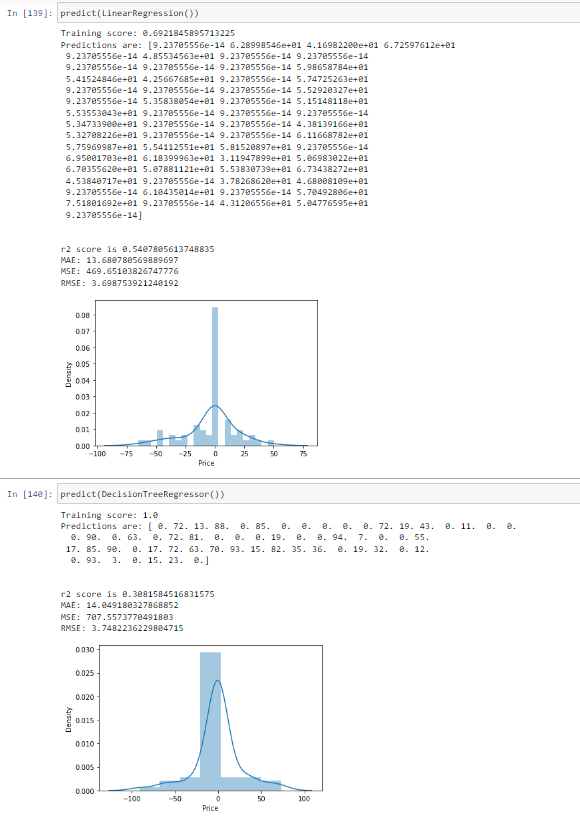 In [139]: predict(LinearRegression())
Training score: 0.6921845895713225
Predictions are: [9.23705556e-14 6.28998546e+01 4.16982200e+01 6.72597612e+01
9.23705556e-14 4.85534563e+01 9.23705556e-14 9.23705556e-14
9.23705556e-14 9.23705556e-14 9.23705556e-14 5.98658784e+01
5.41524846e+01 4.25667685e+01 9.23705556e-14 5.74725263e+01
9.23705556e-14 9.23705556e-14 9.23705556e-14 5.52920327e+01
9.23705556e-14 5.35838054e+01 9.23705556e-14 5.15148118e+01
5.53553043e+01 9.23705556e-14 9.23705556e-14 9.23705556e-14
5.34733900e+01 9.23705556e-14 9.23705556e-14 4.38139166e+01
5.32708226e+01 9.23705556e-14 9.23705556e-14 6.11668782e+01
5.75969987e+01 5.54112551e+01 5.81520897e+01 9.23705556e-14
6.95001703e+01 6.18399963e+01 3.11947899e+01 5.06983022e+01
6.70355620e+01 5.07881121e+01 5.53830739e+01 6.73438272e+01
4.53840717e+01 9.23705556e-14 3.78268620e+01 4.68008109e+01
9.23705556e-14 6.10435014e+01 9.23705556e-14 5.70492806e+01
7.51801692e+01 9.23705556e-14 4.31206556e+01 5.04776595e+01
9.23705556e-14]
r2 score is 0.5407805613748835
MAE: 13.680780569889697
MSE: 469.65103826747776
RMSE: 3.698753921240192
0.08
0.07
0.06
0.05
0.04
0.03
0.02
0.01
0.00
Density
−100 −75 −50 −25 0 25 50 75
Price
In [140]: predict(DecisionTreeRegressor())
Training score: 1.0
Predictions are: [ 0. 72. 13. 88. 0. 85. 0. 0. 0. 0. 0. 72. 19. 43. 0. 11. 0. 0.
0. 90. 0. 63. 0. 72. 81. 0. 0. 0. 19. 0. 0. 94. 7. 0. 0. 55.
17. 85. 90. 0. 17. 72. 63. 70. 93. 15. 82. 35. 36. 0. 19. 32. 0. 12.
0. 93. 3. 0. 15. 23. 0.]
r2 score is 0.3081584516831575
MAE: 14.049180327868852
MSE: 707.5573770491803
RMSE: 3.7482236229804715
0.030
0.025
0.020
0.015
0.010
0.005
0.000
Density
−100 −50 0 50 100
Price